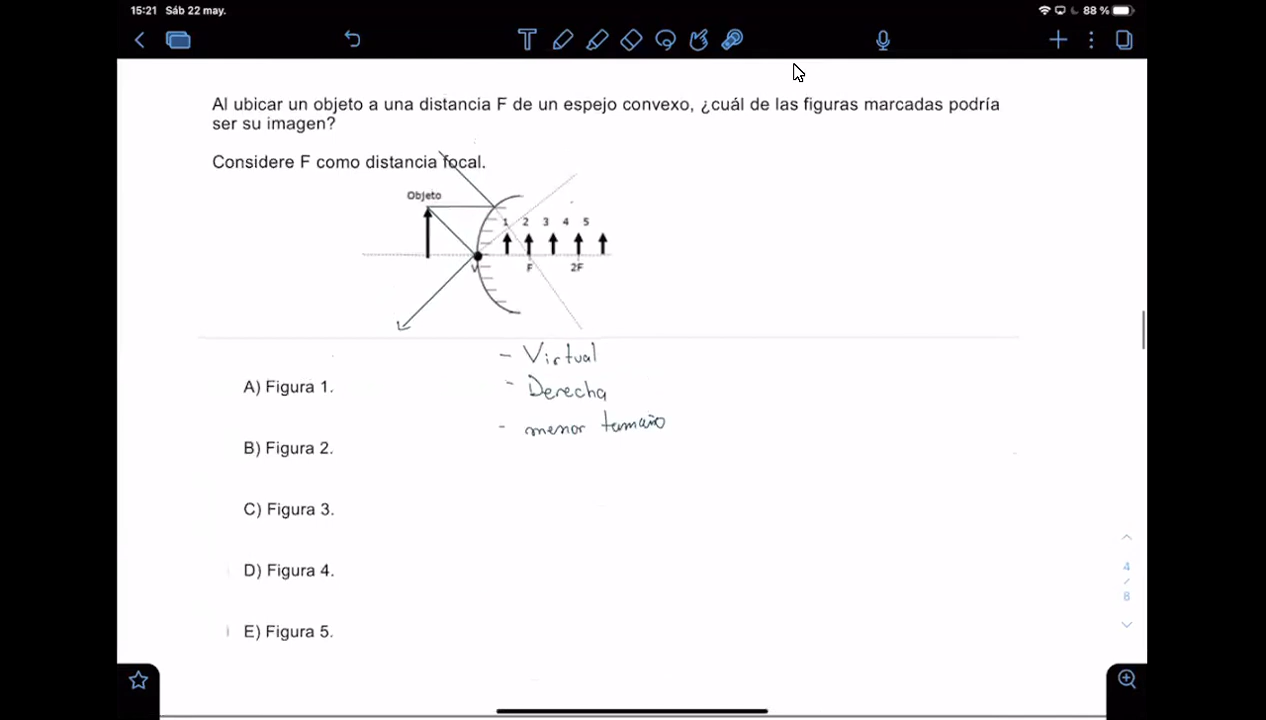 15:21 Sáb 22 may.
88 %
Al ubicar un objeto a una distancia F de un espejo convexo, ¿cuál de las figuras marcadas podría
ser su imagen?
Considere F como distancia focal.
Objeto
1 2 3 4 5
V F 2F
- Virtual
- Derecha
- menor tamaño
A) Figura 1.
B) Figura 2.
C) Figura 3.
D) Figura 4.
E) Figura 5.
4
/
8